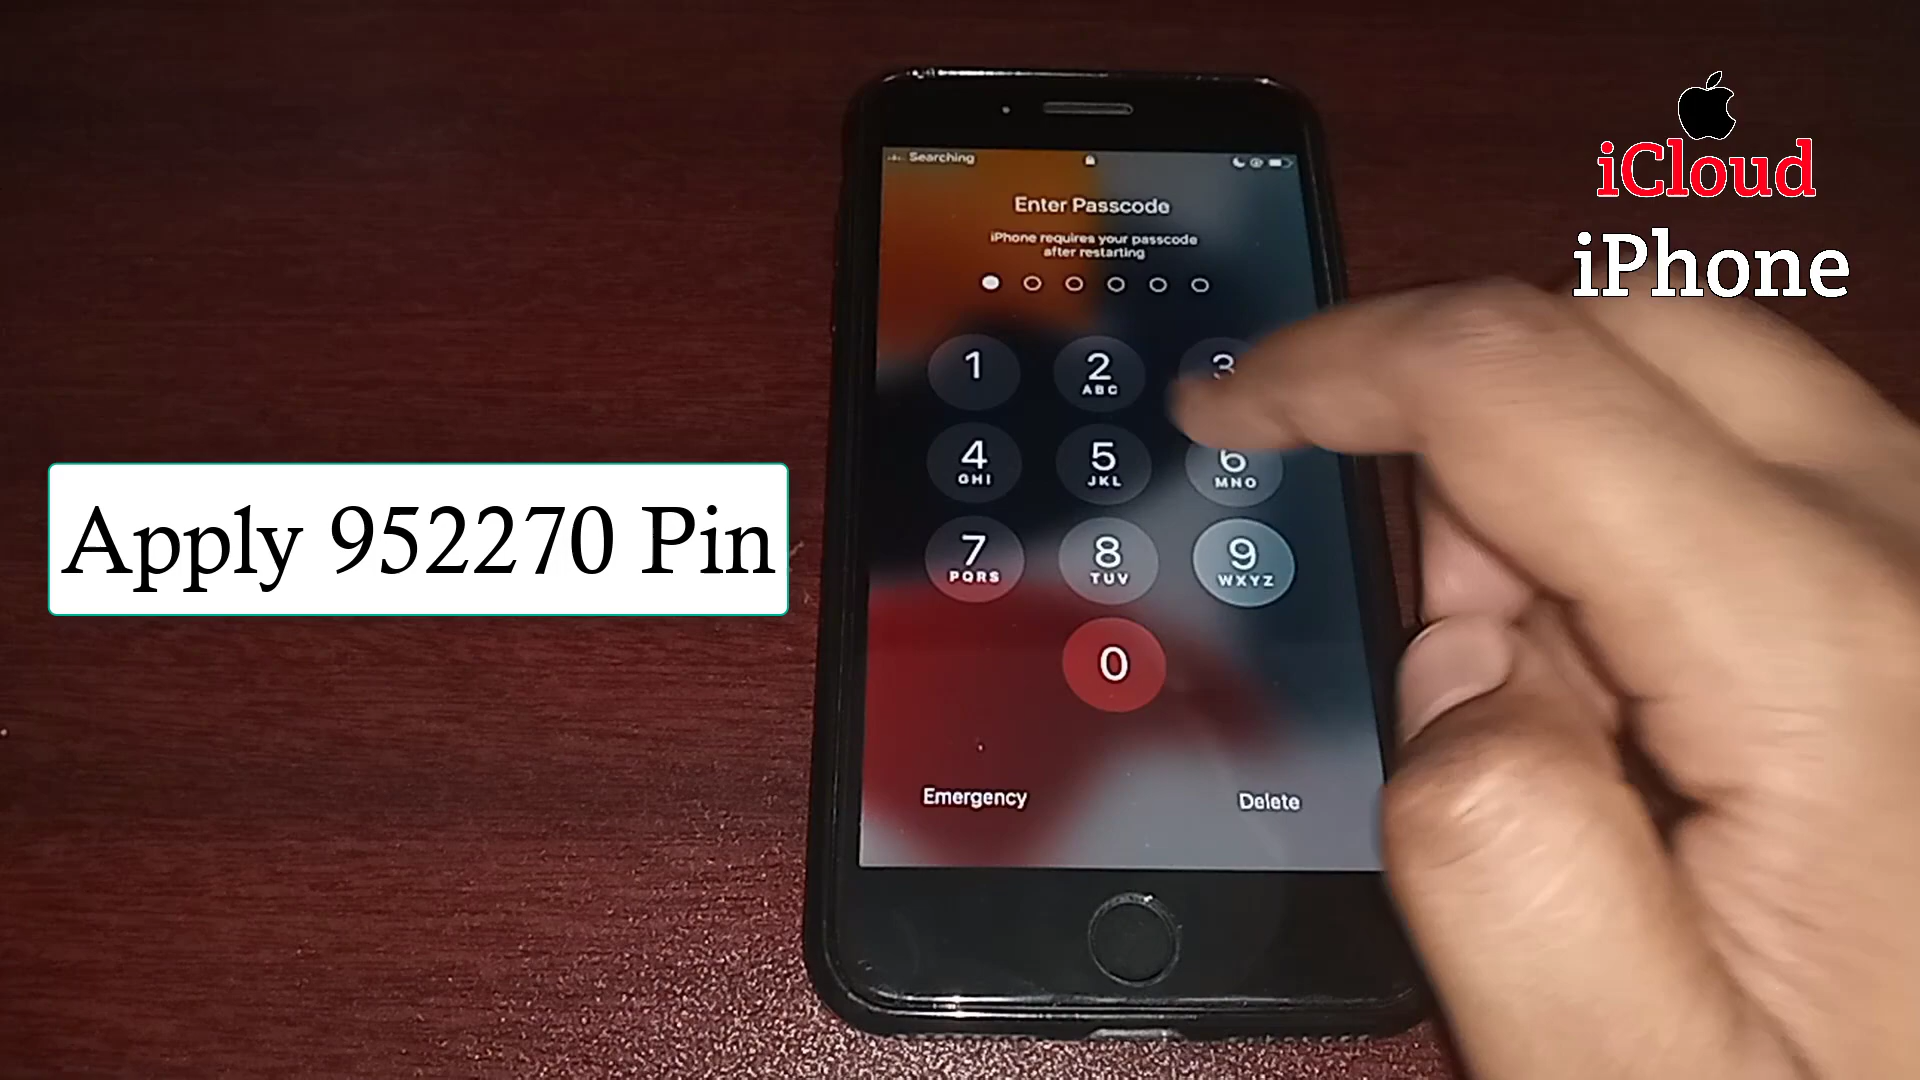 iCloud
iPhone
Searching
Enter Passcode
iPhone requires your passcode
after restarting
1
2
ABC
3
4
GHI
5
JKL
6
MNO
7
PQRS
8
TUV
9
WXYZ
0
Emergency
Delete
Apply 952270 Pin